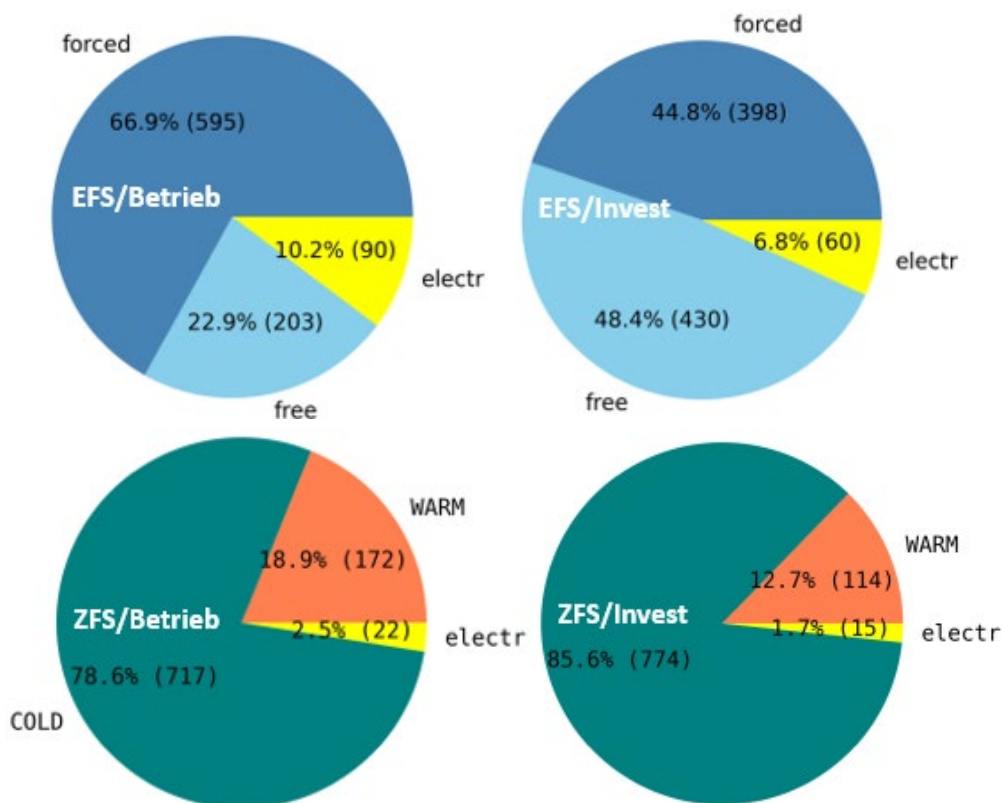 forced
66.9% (595)
EFS/Betrieb
10.2% (90)
electr
22.9% (203)
free
forced
44.8% (398)
EFS/Invest
6.8% (60)
electr
48.4% (430)
free
WARM
18.9% (172)
ZFS/Betrieb
2.5% (22)
electr
78.6% (717)
COLD
WARM
12.7% (114)
ZFS/Invest
1.7% (15)
electr
85.6% (774)